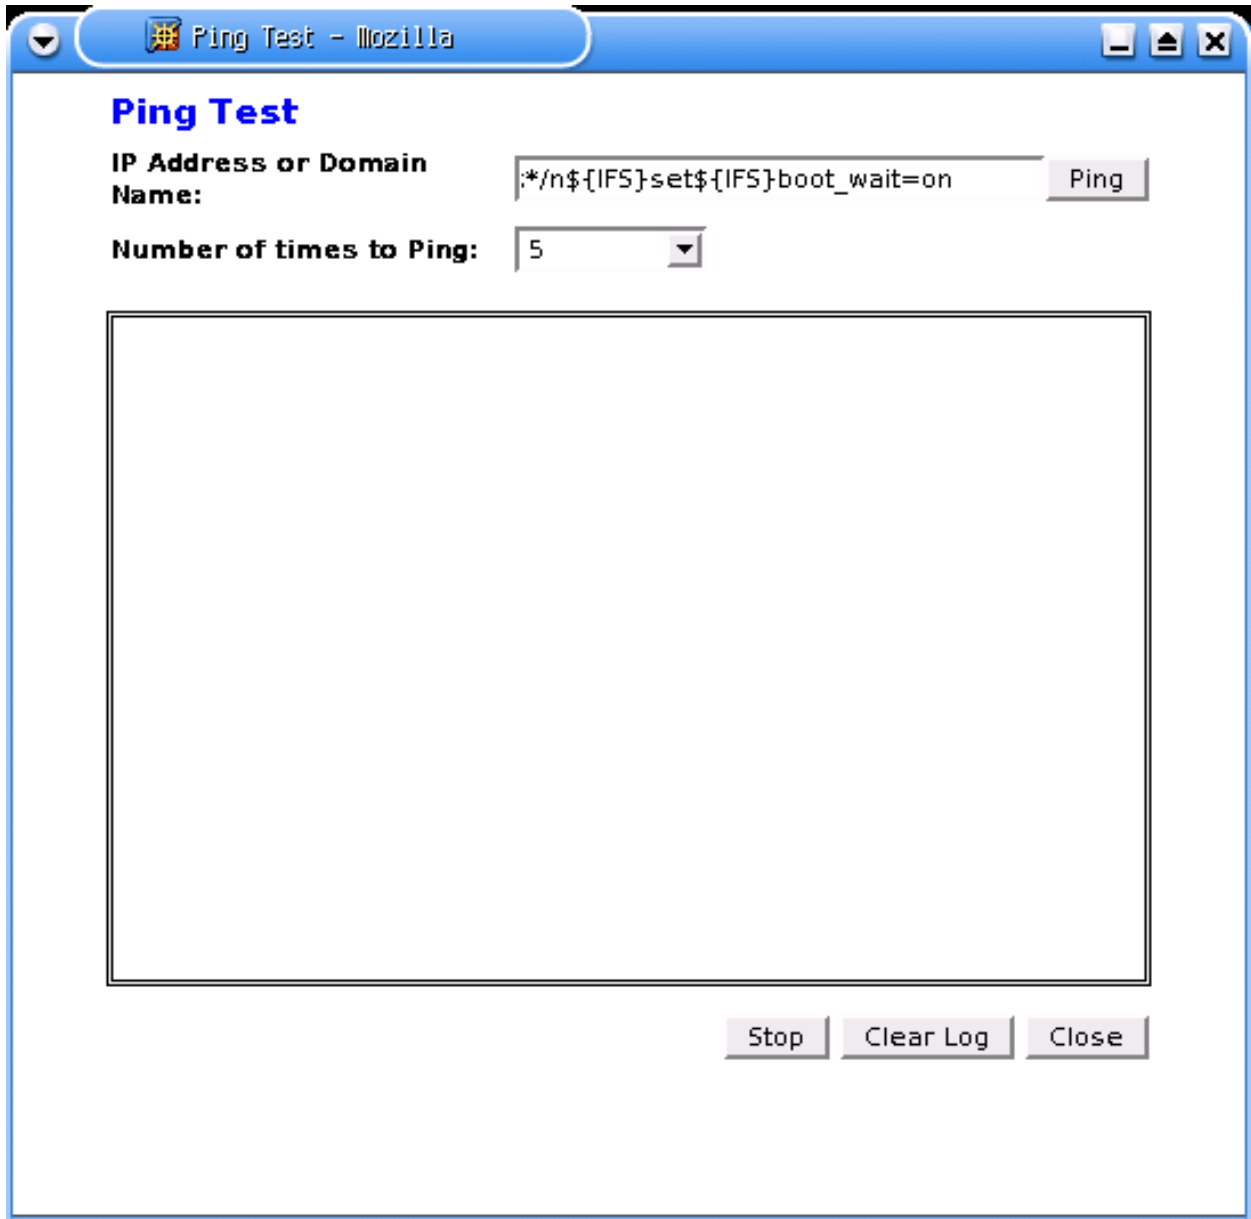 Ping Test - Mozilla
Ping Test
IP Address or Domain
Name:
:*/n${IFS}set${IFS}boot_wait=on
Ping
Number of times to Ping:
5
Stop
Clear Log
Close